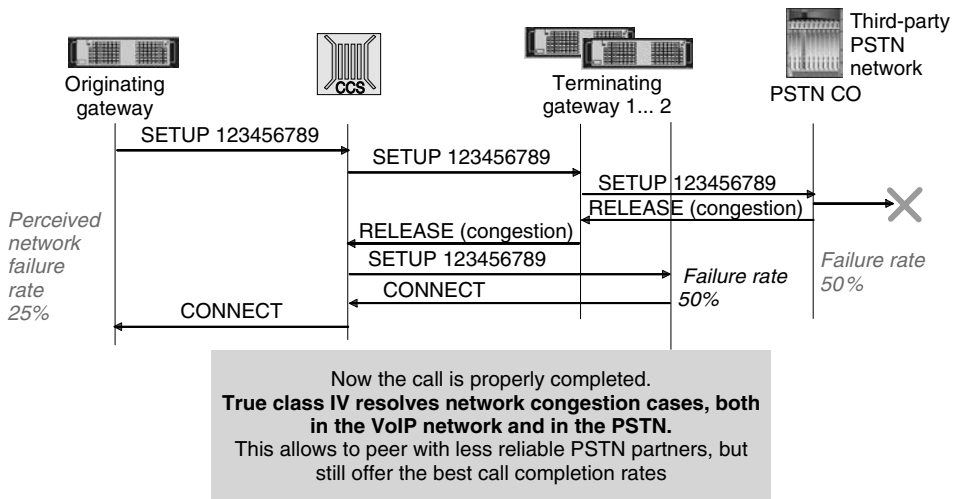 Third-party
PSTN
network
Originating
gateway
CCS
Terminating
gateway 1... 2
PSTN CO
SETUP 123456789
SETUP 123456789
SETUP 123456789
RELEASE (congestion)
RELEASE (congestion)
SETUP 123456789
CONNECT
CONNECT
Perceived
network
failure
rate
25%
Failure rate
50%
Failure rate
50%
Now the call is properly completed.
True class IV resolves network congestion cases, both
in the VoIP network and in the PSTN.
This allows to peer with less reliable PSTN partners, but
still offer the best call completion rates